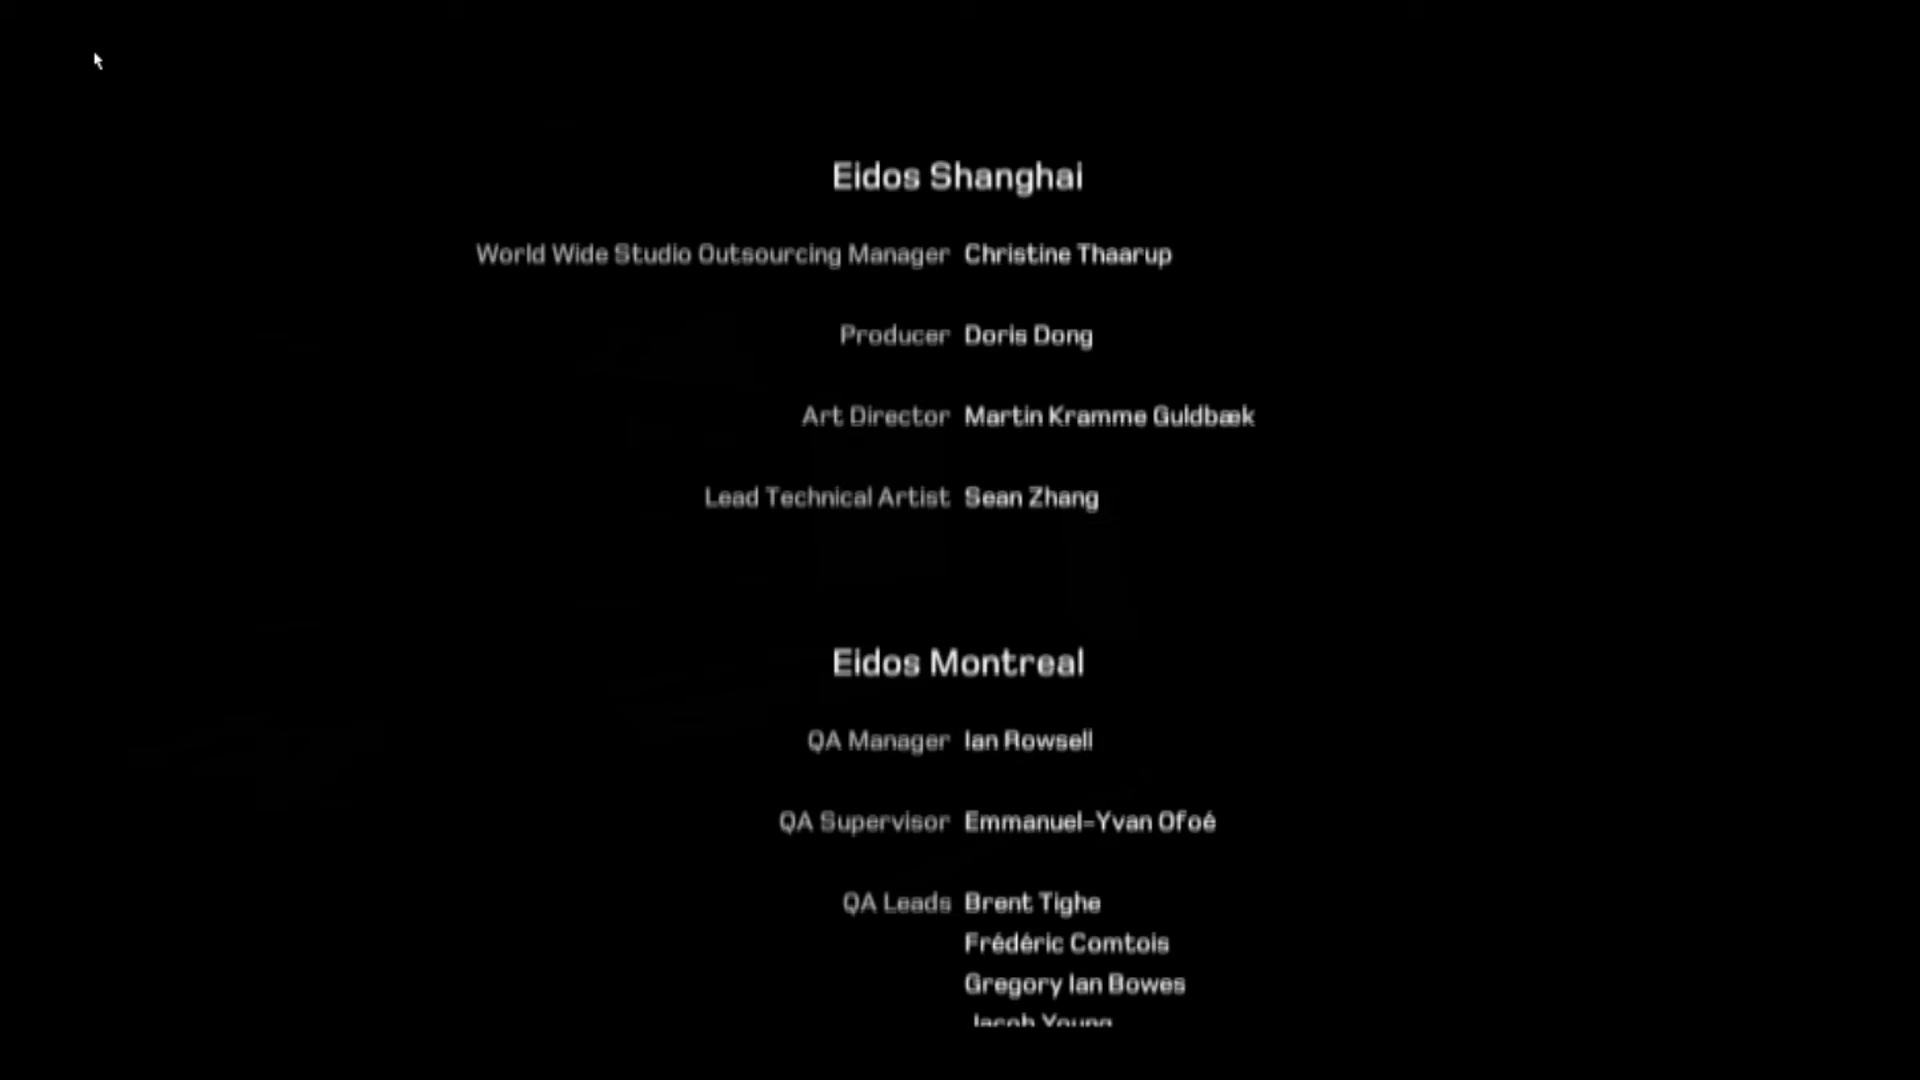 Eidos Shanghai
World Wide Studio Outsourcing Manager Christine Thaarup
Producer Doris Dong
Art Director Martin Kramme Guldbæk
Lead Technical Artist Sean Zhang
Eidos Montreal
QA Manager Ian Rowsell
QA Supervisor Emmanuel-Yvan Ofoé
QA Leads Brent Tighe
Frédéric Comtois
Gregory Ian Bowes
Jacob Young